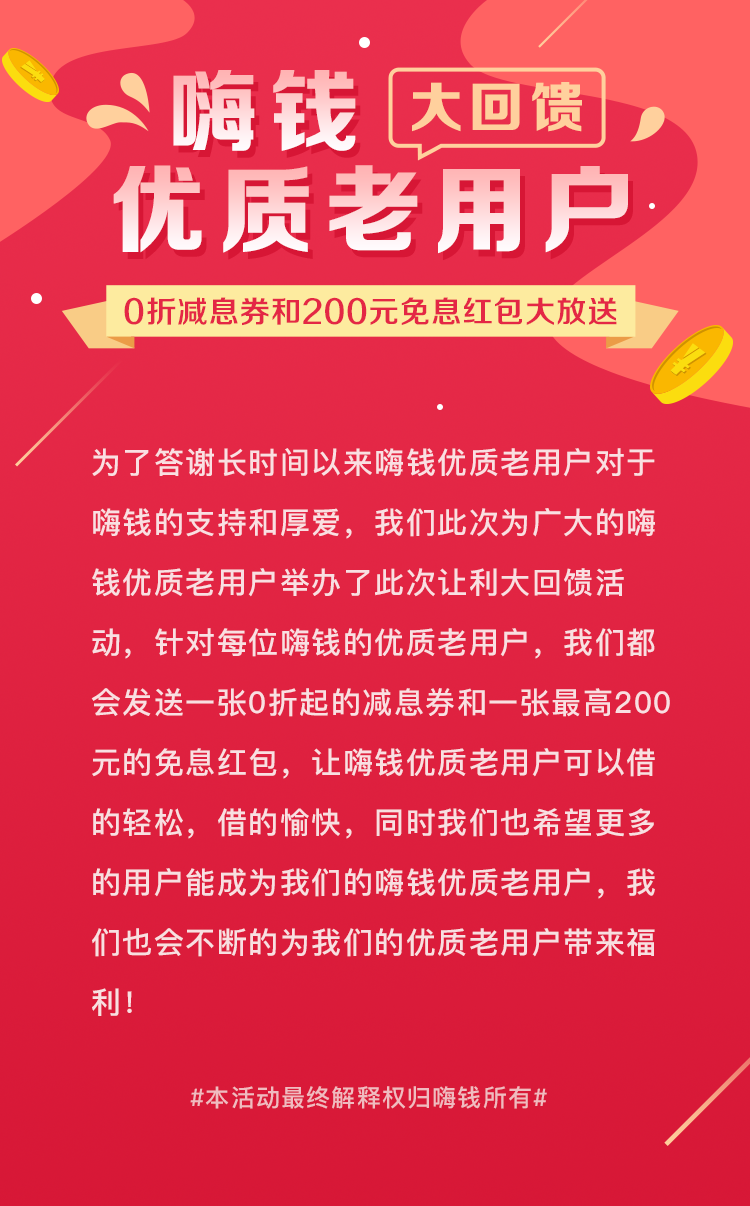 嗨钱 大回馈
优质老用户
0折减息券和200元免息红包大放送
为了答谢长时间以来嗨钱优质老用户对于
嗨钱的支持和厚爱，我们此次为广大的嗨
钱优质老用户举办了此次让利大回馈活
动，针对每位嗨钱的优质老用户，我们都
会发送一张0折起的减息券和一张最高200
元的免息红包，让嗨钱优质老用户可以借
的轻松，借的愉快，同时我们也希望更多
的用户能成为我们的嗨钱优质老用户，我
们也会不断的为我们的优质老用户带来福
利！
#本活动最终解释权归嗨钱所有#